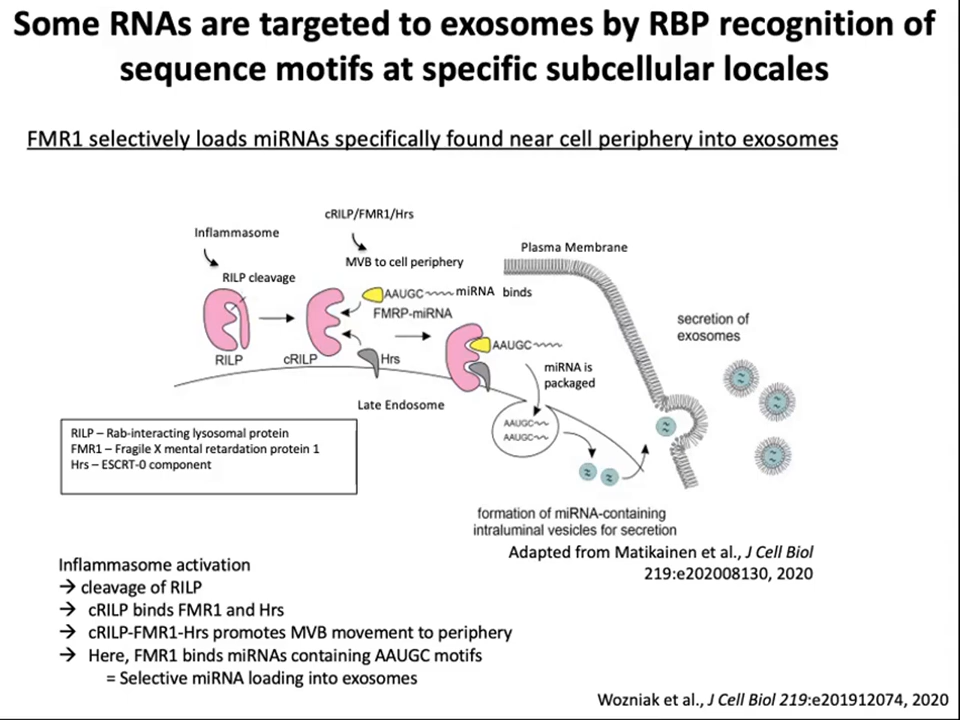 Some RNAs are targeted to exosomes by RBP recognition of
sequence motifs at specific subcellular locales
FMR1 selectively loads miRNAs specifically found near cell periphery into exosomes
cRILP/FMR1/Hrs
Inflammasome
MVB to cell periphery
Plasma Membrane
RILP cleavage
AAUGC miRNA binds
FMRP-miRNA
secretion of
exosomes
RILP
cRILP
Hrs
AAUGC
miRNA is
packaged
Late Endosome
AAUGC
AAUGC
RILP – Rab-interacting lysosomal protein
FMR1 – Fragile X mental retardation protein 1
Hrs – ESCRT-0 component
formation of miRNA-containing
intraluminal vesicles for secretion
Adapted from Matikainen et al., J Cell Biol
219:e202008130, 2020
Inflammasome activation
→ cleavage of RILP
→ cRILP binds FMR1 and Hrs
→ cRILP-FMR1-Hrs promotes MVB movement to periphery
→ Here, FMR1 binds miRNAs containing AAUGC motifs
= Selective miRNA loading into exosomes
Wozniak et al., J Cell Biol 219:e201912074, 2020